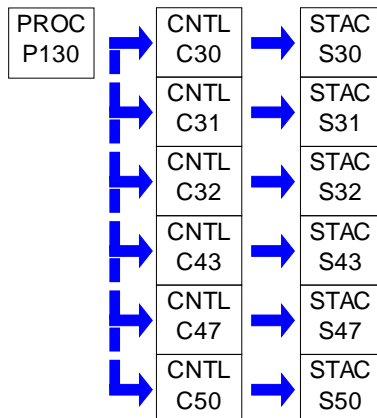 PROC
P130
CNTL
C30
STAC
S30
CNTL
C31
STAC
S31
CNTL
C32
STAC
S32
CNTL
C43
STAC
S43
CNTL
C47
STAC
S47
CNTL
C50
STAC
S50